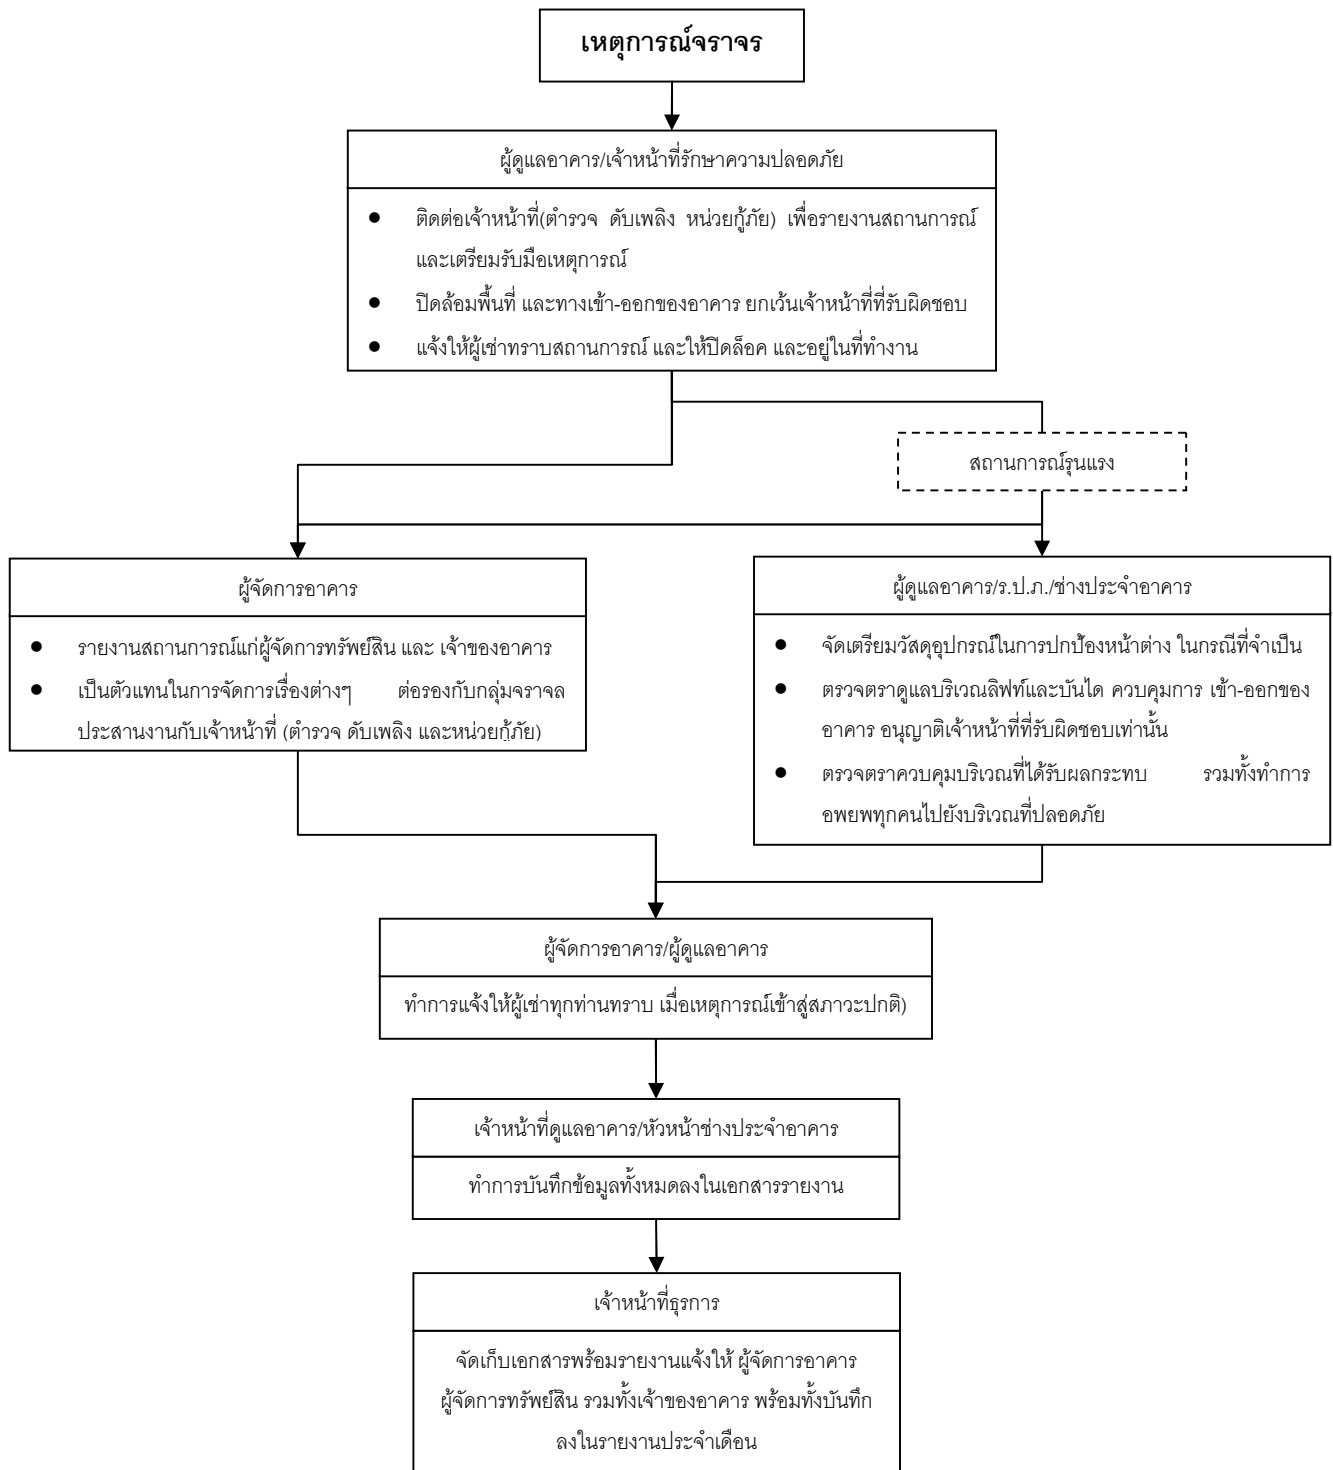 เหตุการณ์จราจร
ผู้ดูแลอาคาร/เจ้าหน้าที่รักษาความปลอดภัย
● ติดต่อเจ้าหน้าที่(ตำรวจ ดับเพลิง หน่วยกู้ภัย) เพื่อรายงานสถานการณ์
และเตรียมรับมือเหตุการณ์
● ปิดล้อมพื้นที่ และทางเข้า-ออกของอาคาร ยกเว้นเจ้าหน้าที่ที่รับผิดชอบ
● แจ้งให้ผู้เช่าทราบสถานการณ์ และให้ปิดล็อค และอยู่ในที่ทำงาน
สถานการณ์รุนแรง
ผู้จัดการอาคาร
● รายงานสถานการณ์แก่ผู้จัดการทรัพย์สิน และ เจ้าของอาคาร
● เป็นตัวแทนในการจัดการเรื่องต่างๆ ต่อรองกับกลุ่มจราจล
ประสานงานกับเจ้าหน้าที่ (ตำรวจ ดับเพลิง และหน่วยกู้ภัย)
ผู้ดูแลอาคาร/ร.ป.ภ./ช่างประจำอาคาร
● จัดเตรียมวัสดุอุปกรณ์ในการปกป้องหน้าต่าง ในกรณีที่จำเป็น
● ตรวจตราดูแลบริเวณลิฟท์และบันได ควบคุมการ เข้า-ออกของ
อาคาร อนุญาติเจ้าหน้าที่ที่รับผิดชอบเท่านั้น
● ตรวจตราควบคุมบริเวณที่ได้รับผลกระทบ รวมทั้งทำการ
อพยพทุกคนไปยังบริเวณที่ปลอดภัย
ผู้จัดการอาคาร/ผู้ดูแลอาคาร
ทำการแจ้งให้ผู้เช่าทุกท่านทราบ เมื่อเหตุการณ์เข้าสู่สภาวะปกติ)
เจ้าหน้าที่ดูแลอาคาร/หัวหน้าช่างประจำอาคาร
ทำการบันทึกข้อมูลทั้งหมดลงในเอกสารรายงาน
เจ้าหน้าที่ธุรการ
จัดเก็บเอกสารพร้อมรายงานแจ้งให้ ผู้จัดการอาคาร
ผู้จัดการทรัพย์สิน รวมทั้งเจ้าของอาคาร พร้อมทั้งบันทึก
ลงในรายงานประจำเดือน